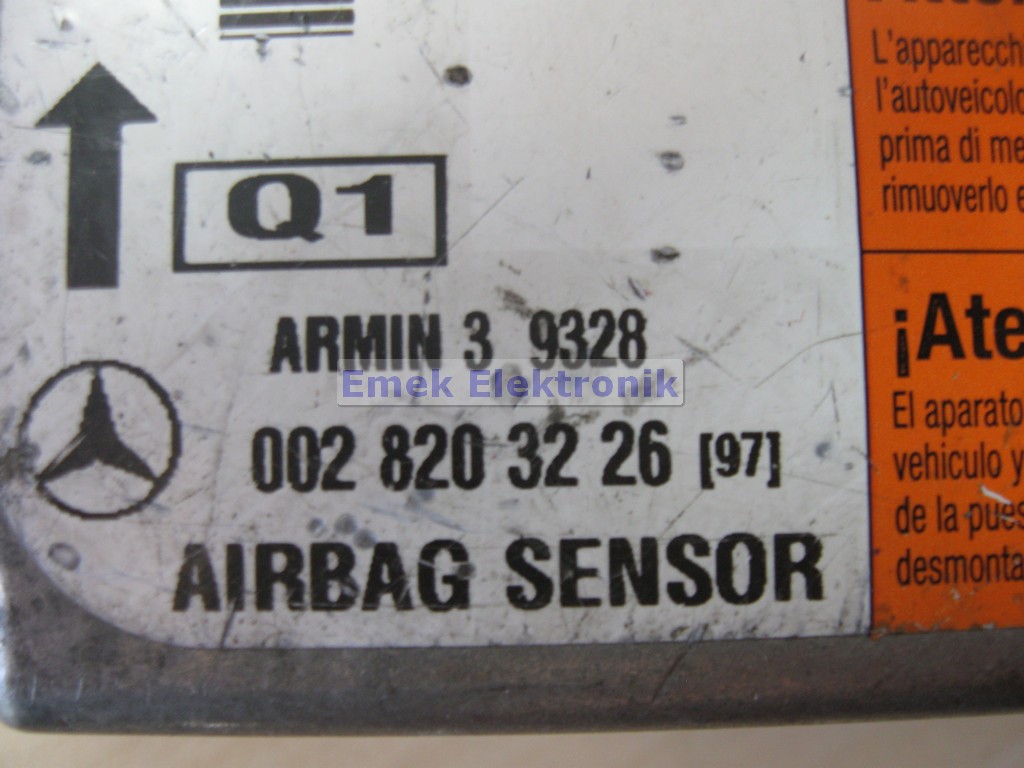 Q1
ARMIN 3 9328
Emek Elektronik
002 820 32 26 [97]
AIRBAG SENSOR
L'apparecch
l'autoveicolo
prima di me
rimuoverlo e
¡Ate
El aparato
vehiculo y
de la pues
desmonta